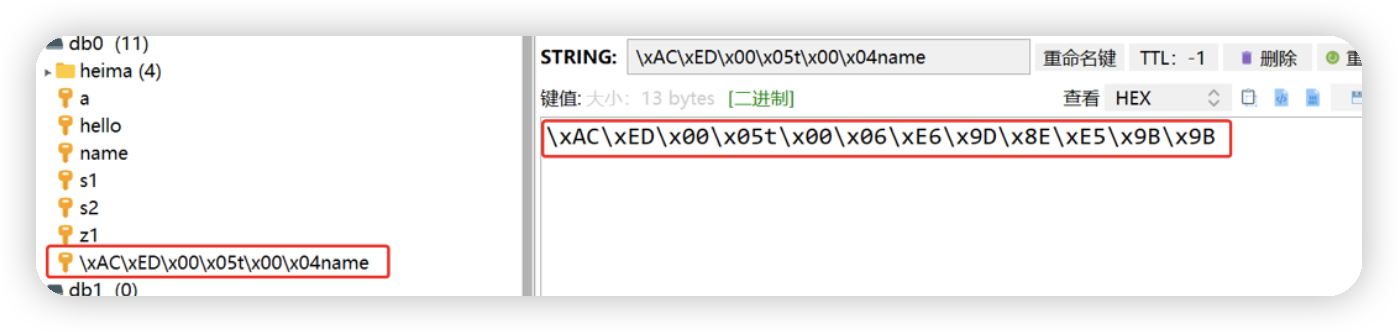 db0 (11)
heima (4)
a
hello
name
s1
s2
z1
\xAC\xED\x00\x05t\x00\x04name
db1 (0)
STRING: \xAC\xED\x00\x05t\x00\x04name 重命名键 TTL: -1 删除
键值: 大小: 13 bytes [二进制] 查看 HEX
\xAC\xED\x00\x05t\x00\x06\xE6\x9D\x8E\xE5\x9B\x9B